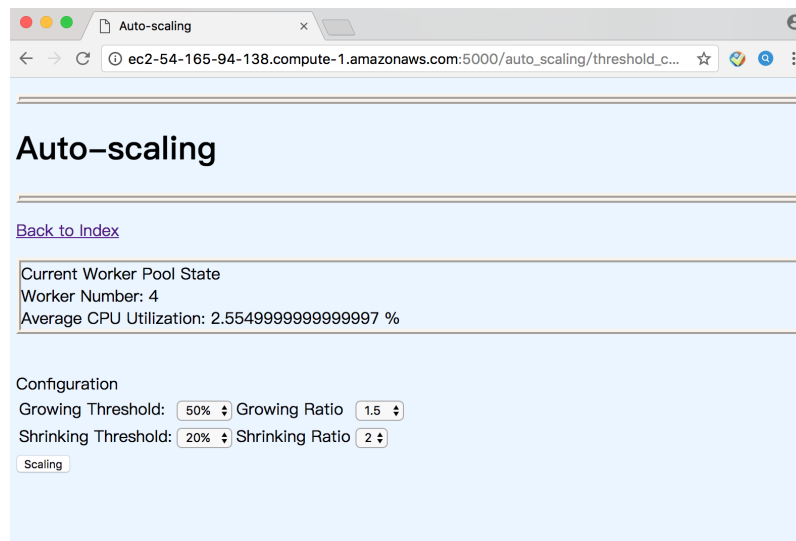 Auto-scaling
ec2-54-165-94-138.compute-1.amazonaws.com:5000/auto_scaling/threshold_c...
Auto-scaling
Back to Index
Current Worker Pool State
Worker Number: 4
Average CPU Utilization: 2.5549999999999997 %
Configuration
Growing Threshold: 50% Growing Ratio 1.5
Shrinking Threshold: 20% Shrinking Ratio 2
Scaling